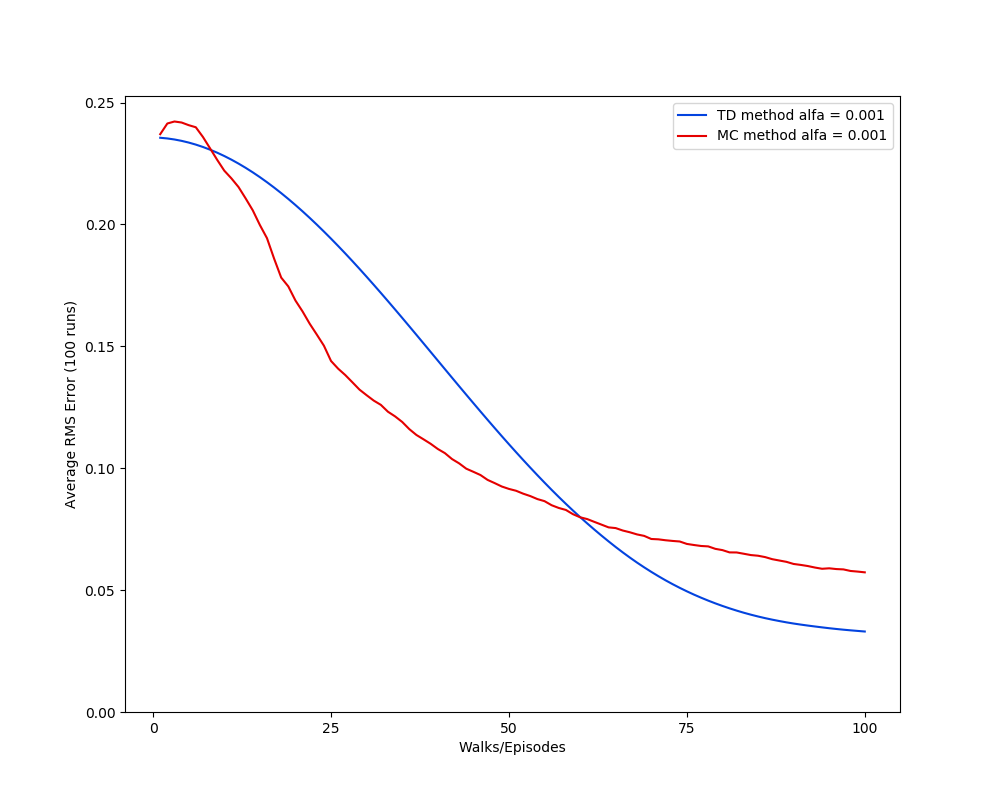 TD method alfa = 0.001
MC method alfa = 0.001
0.25
0.20
0.15
0.10
0.05
0.00
Average RMS Error (100 runs)
0 25 50 75 100
Walks/Episodes